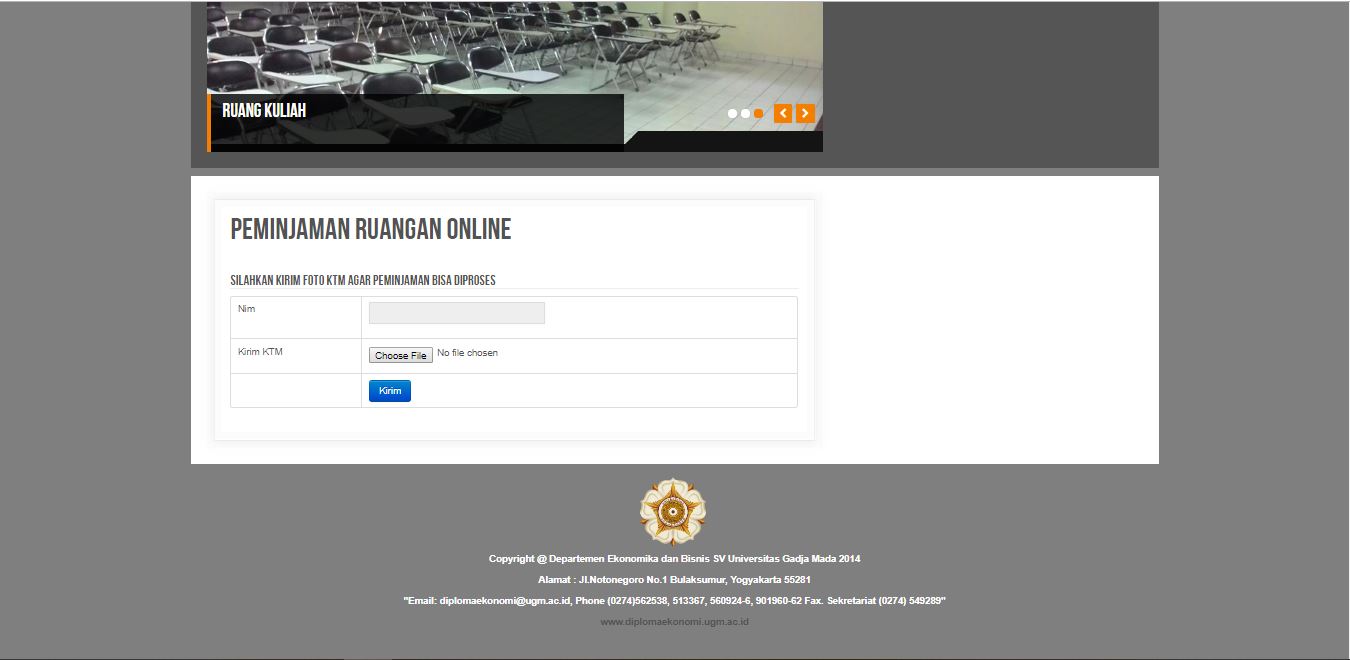 RUANG KULIAH
PEMINJAMAN RUANGAN ONLINE
SILAHKAN KIRIM FOTO KTM AGAR PEMINJAMAN BISA DIPROSES
Nim
Kirim KTM Choose File No file chosen
Kirim
Copyright @ Departemen Ekonomika dan Bisnis SV Universitas Gadja Mada 2014
Alamat : Jl.Notonegoro No.1 Bulaksumur, Yogyakarta 55281
"Email: diplomaekonomi@ugm.ac.id, Phone (0274)562538, 513367, 560924-6, 901960-62 Fax. Sekretariat (0274) 549289"
www.diplomaekonomi.ugm.ac.id